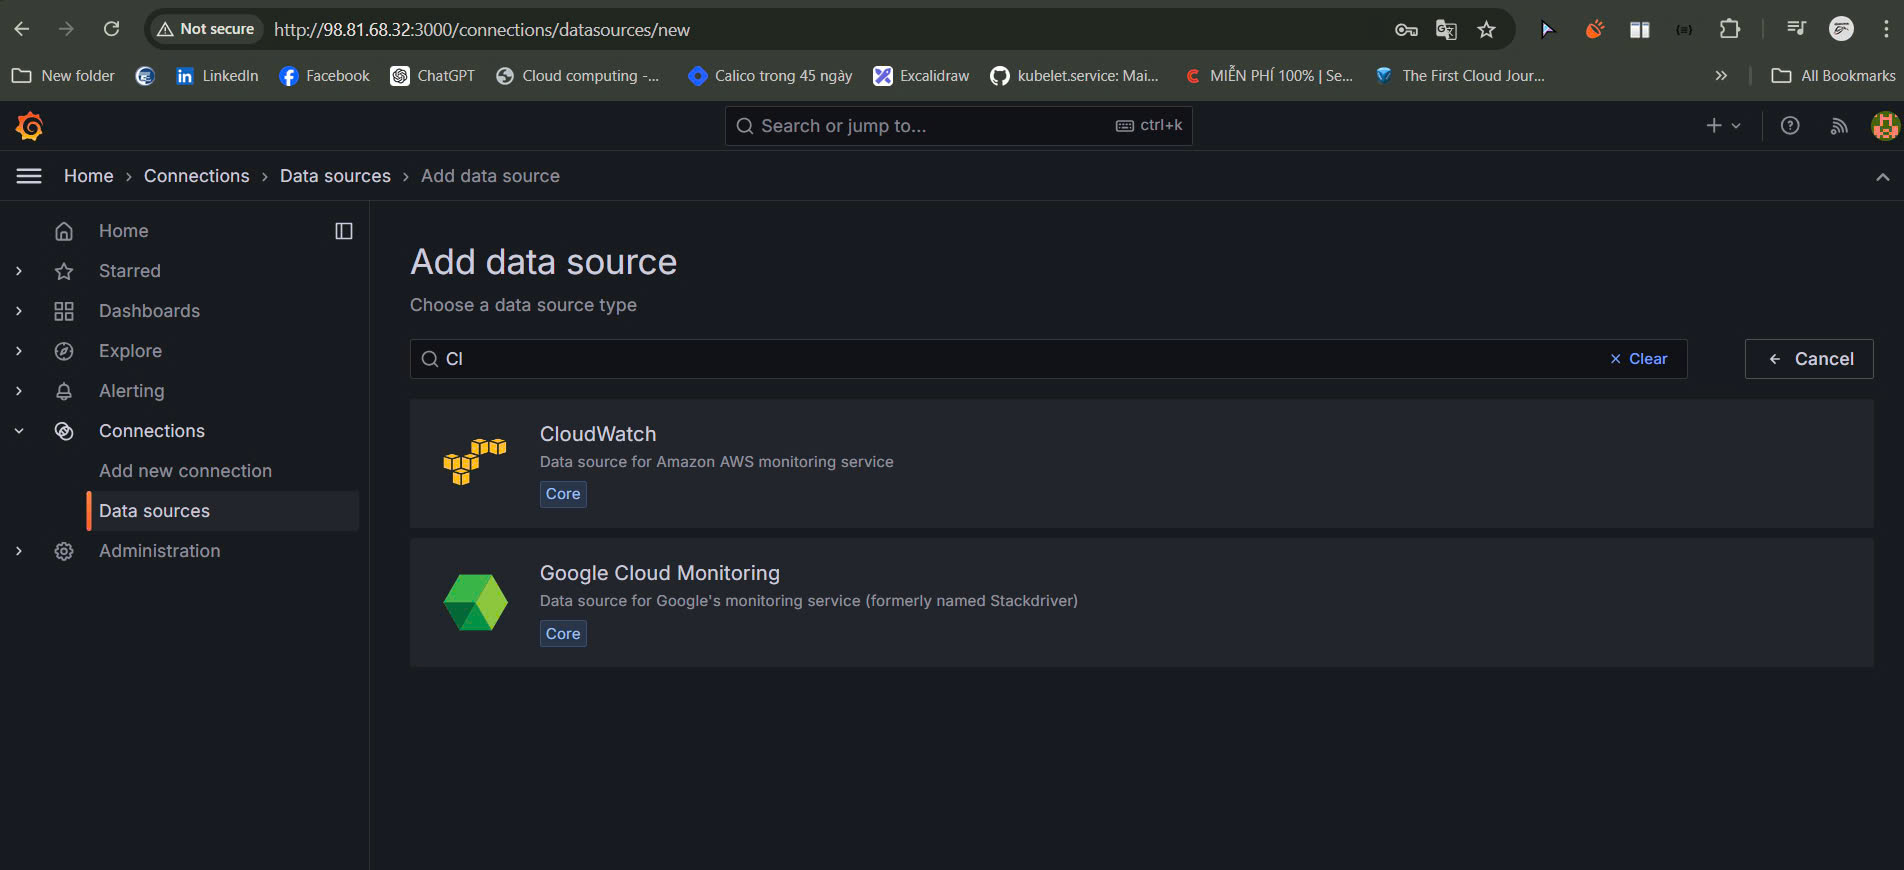 Not secure
http://98.81.68.32:3000/connections/datasources/new
New folder
LinkedIn
Facebook
ChatGPT
Cloud computing -...
Calico trong 45 ngày
Excalidraw
kubelet.service: Mai...
MIỄN PHÍ 100% | Se...
The First Cloud Jour...
All Bookmarks
Search or jump to...
ctrl+k
Home
Connections
Data sources
Add data source
Home
Starred
Dashboards
Explore
Alerting
Connections
Add new connection
Data sources
Administration
Add data source
Choose a data source type
Cl
Clear
Cancel
CloudWatch
Data source for Amazon AWS monitoring service
Core
Google Cloud Monitoring
Data source for Google's monitoring service (formerly named Stackdriver)
Core